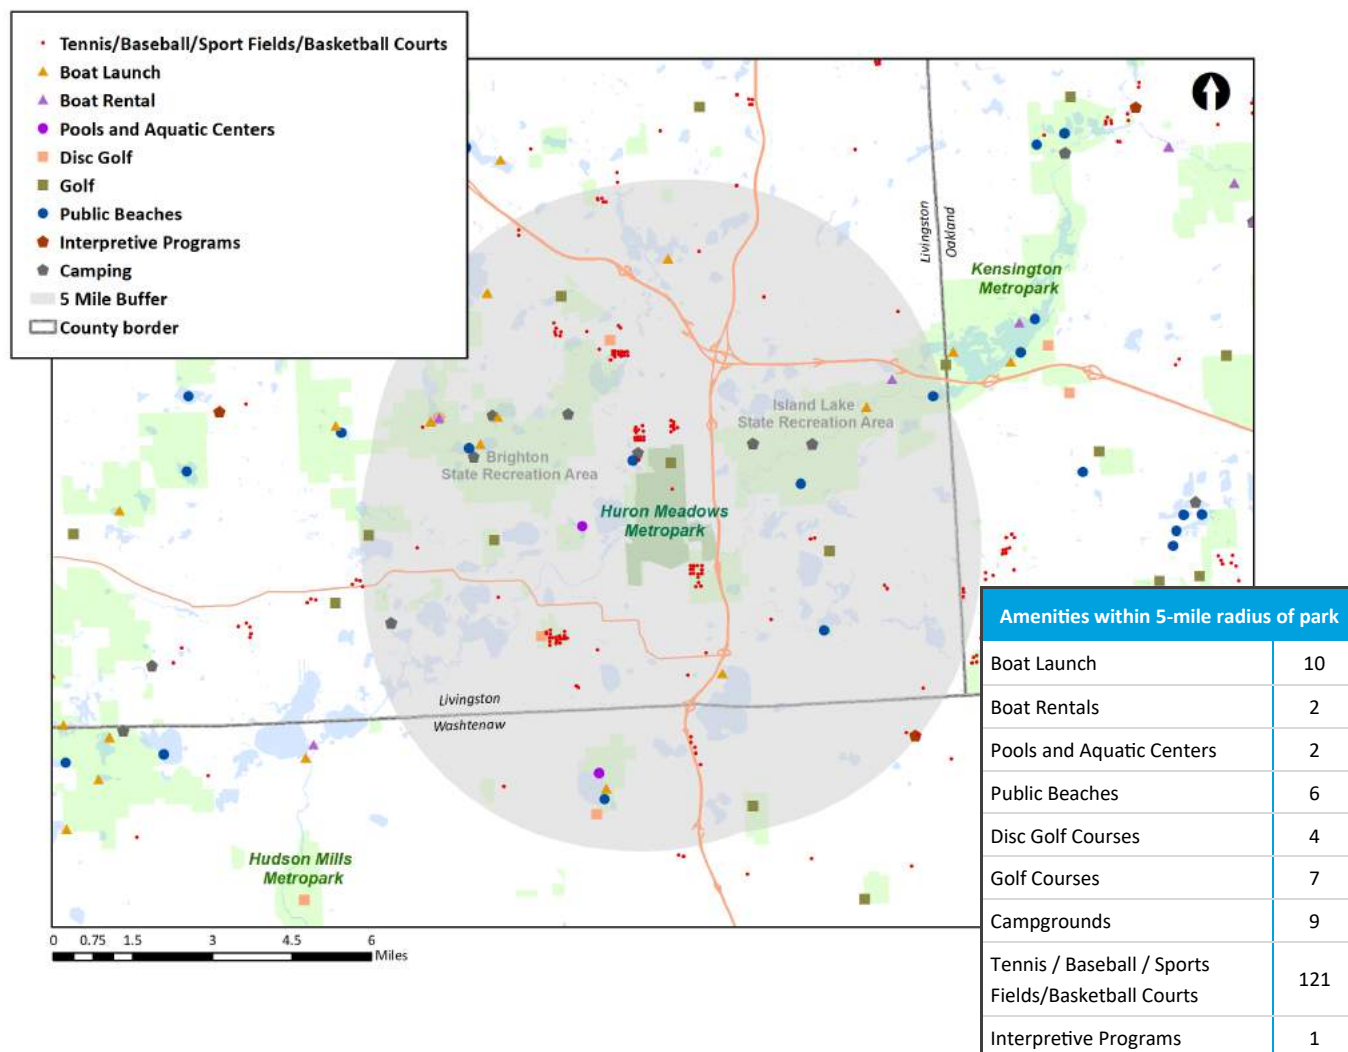 Tennis/Baseball/Sport Fields/Basketball Courts
Boat Launch
Boat Rental
Pools and Aquatic Centers
Disc Golf
Golf
Public Beaches
Interpretive Programs
Camping
5 Mile Buffer
County border
Livingston
Oakland
Kensington
Metropark
Island Lake
State Recreation Area
Brighton
State Recreation Area
Huron Meadows
Metropark
Livingston
Washtenaw
Hudson Mills
Metropark
0 0.75 1.5 3 4.5 6
Miles
Amenities within 5-mile radius of park
Boat Launch 10
Boat Rentals 2
Pools and Aquatic Centers 2
Public Beaches 6
Disc Golf Courses 4
Golf Courses 7
Campgrounds 9
Tennis / Baseball / Sports
Fields/Basketball Courts 121
Interpretive Programs 1